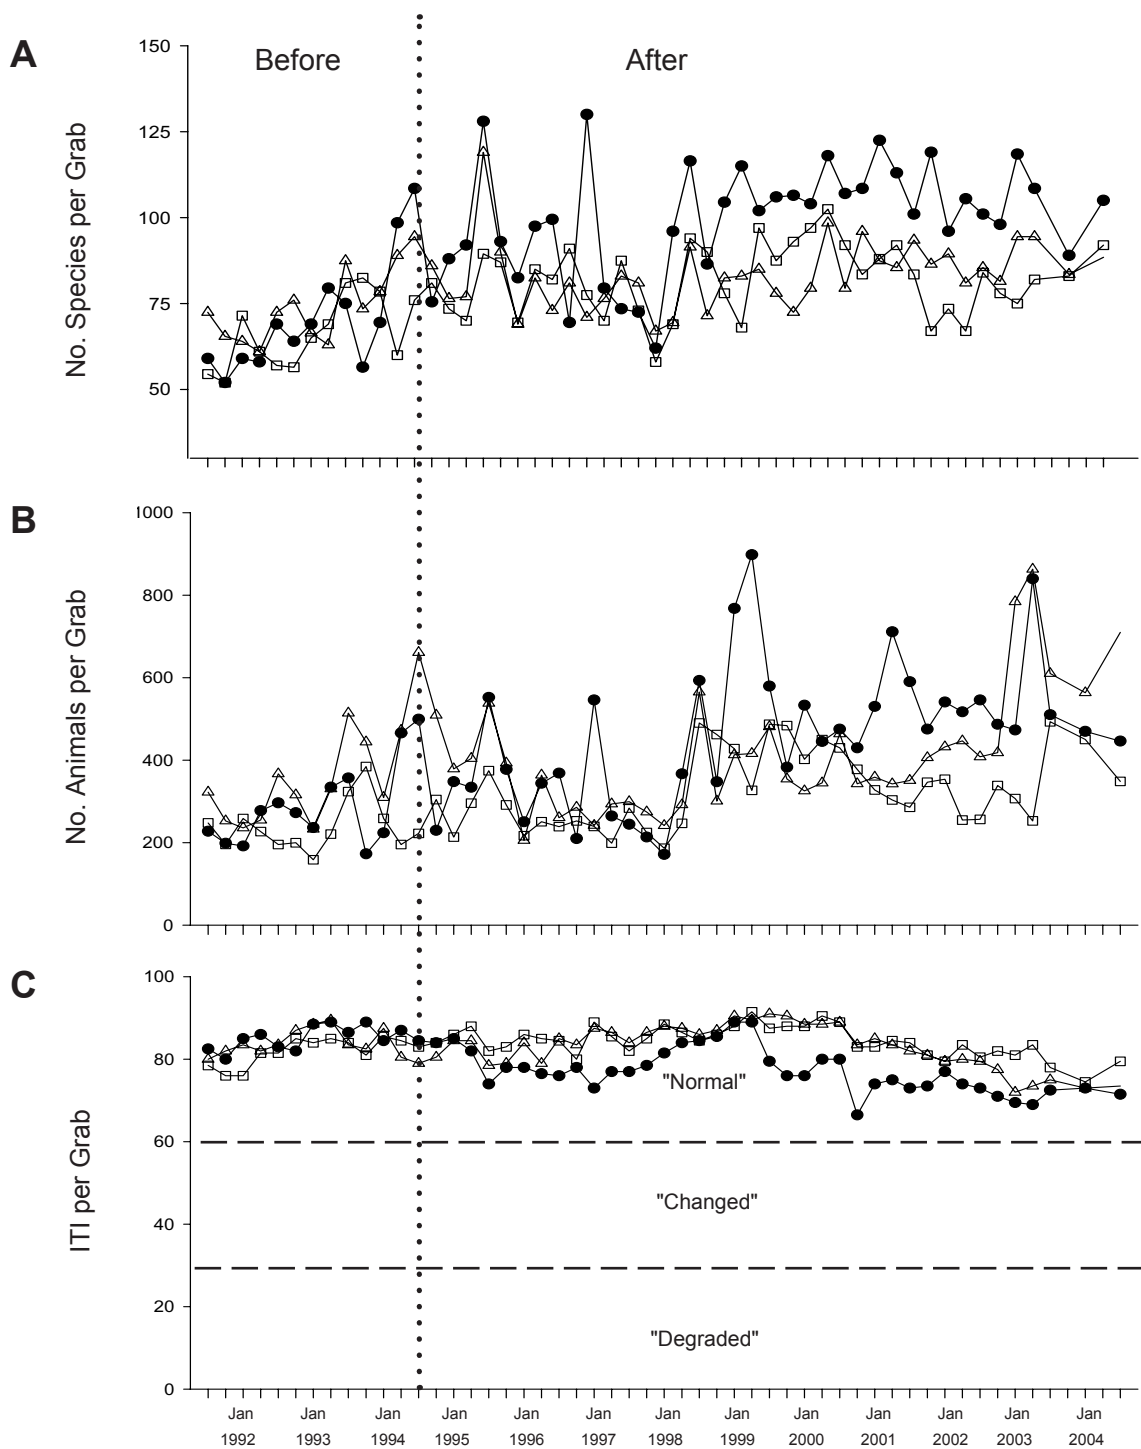 A
Before
After
No. Species per Grab
150
125
100
75
50
B
No. Animals per Grab
1000
800
600
400
200
0
C
ITI per Grab
100
80
60
40
20
0
"Normal"
"Changed"
"Degraded"
Jan Jan Jan Jan Jan Jan Jan Jan Jan Jan Jan Jan Jan
1992 1993 1994 1995 1996 1997 1998 1999 2000 2001 2002 2003 2004